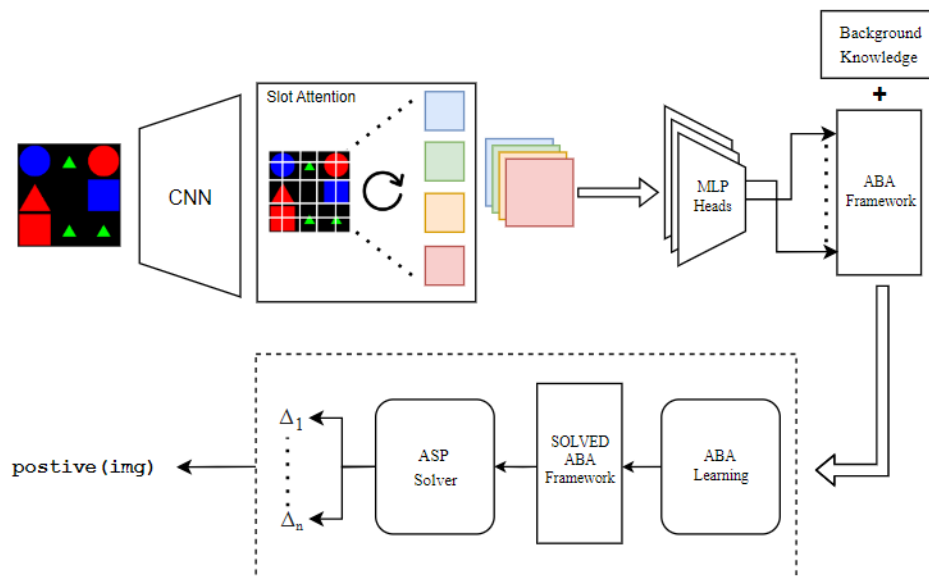 Background
Knowledge
+
Slot Attention
CNN
MLP
Heads
ABA
Framework
Δ1
Δn
ASP
Solver
SOLVED
ABA
Framework
ABA
Learning
postive(img)